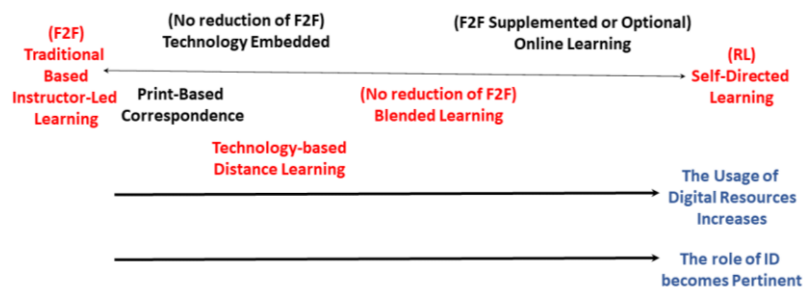 (No reduction of F2F)
Technology Embedded
(F2F Supplemented or Optional)
Online Learning
(F2F)
Traditional
Based
Instructor-Led
Learning
(RL)
Self-Directed
Learning
Print-Based
Correspondence
(No reduction of F2F)
Blended Learning
Technology-based
Distance Learning
The Usage of
Digital Resources
Increases
The role of ID
becomes Pertinent